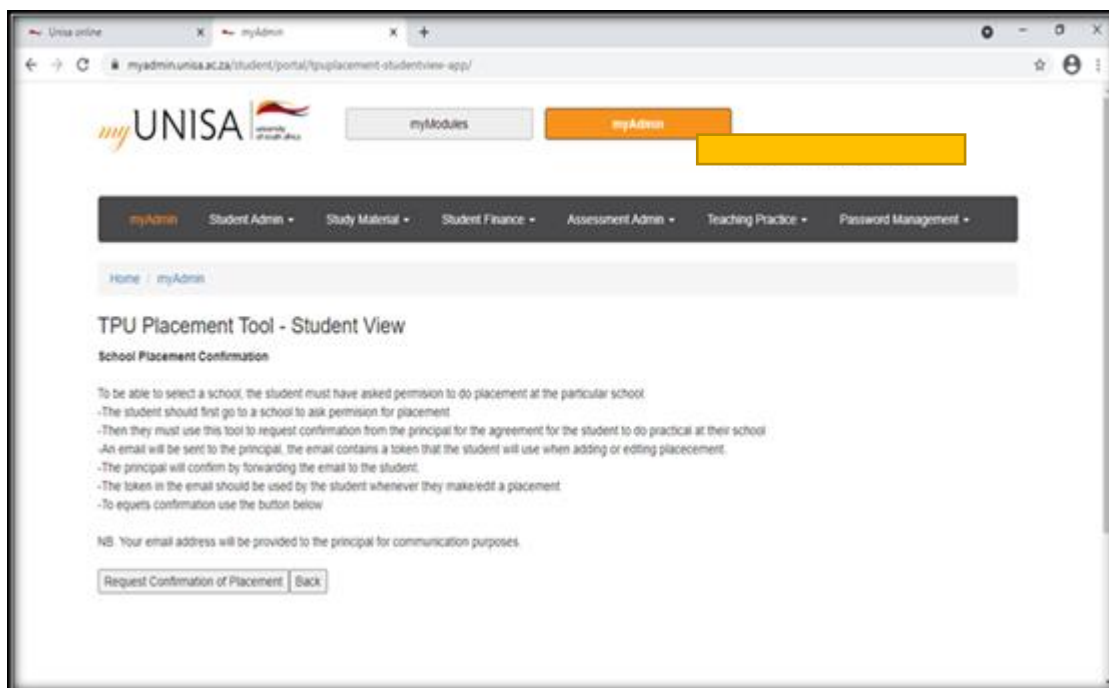 Unisa online
myAdmin
myadmin.unisa.ac.za/student/portal/tpuplacement-studentview-app/
myUNISA university of south africa
myModules
myAdmin
myAdmin Student Admin Study Material Student Finance Assessment Admin Teaching Practice Password Management
Home / myAdmin
TPU Placement Tool - Student View
School Placement Confirmation
To be able to select a school, the student must have asked permision to do placement at the particular school
-The student should first go to a school to ask permision for placement
-Then they must use this tool to request confirmation from the principal for the agreement for the student to do practical at their school
-An email will be sent to the principal, the email contains a token that the student will use when adding or editing placecement.
-The principal will confirm by forwarding the email to the student.
-The token in the email should be used by the student whenever they make/edit a placement
-To equets confirmation use the button below
NB. Your email address will be provided to the principal for communication purposes.
Request Confirmation of Placement Back